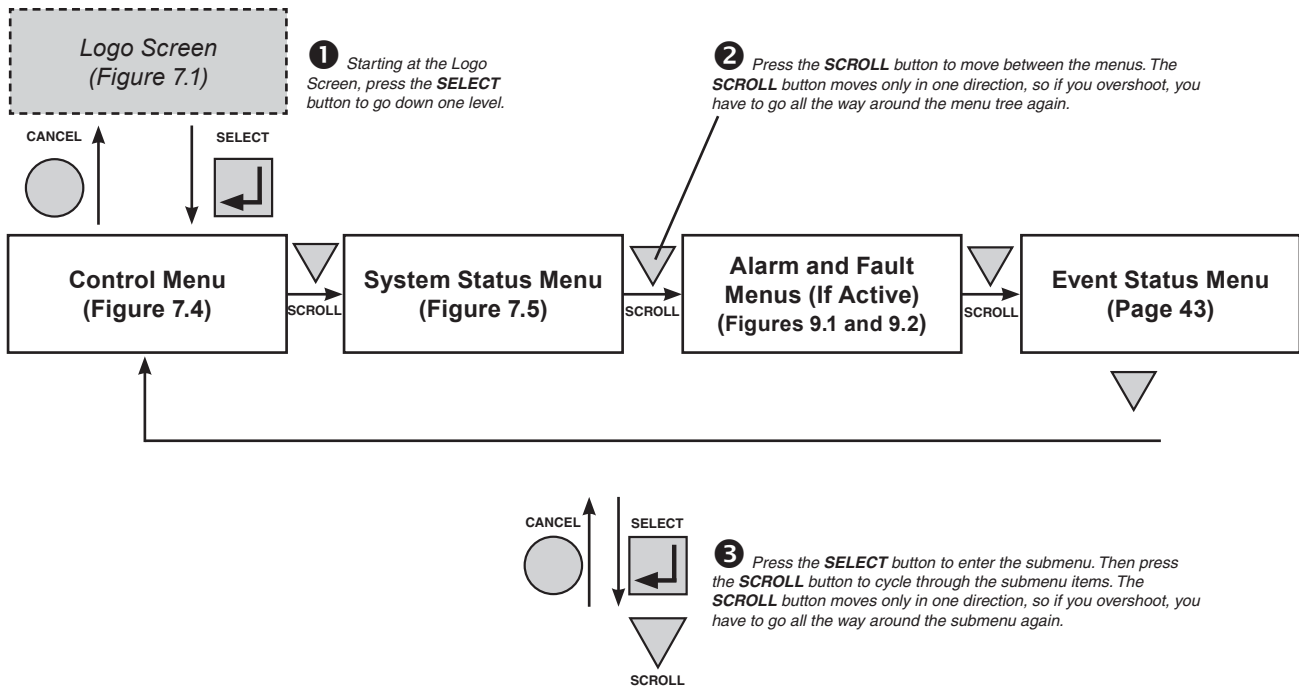 Logo Screen
(Figure 7.1)
❶ Starting at the Logo
Screen, press the SELECT
button to go down one level.
❷ Press the SCROLL button to move between the menus. The
SCROLL button moves only in one direction, so if you overshoot, you
have to go all the way around the menu tree again.
CANCEL
SELECT
Control Menu
(Figure 7.4)
SCROLL
System Status Menu
(Figure 7.5)
SCROLL
Alarm and Fault
Menus (If Active)
(Figures 9.1 and 9.2)
SCROLL
Event Status Menu
(Page 43)
CANCEL
SELECT
SCROLL
❸ Press the SELECT button to enter the submenu. Then press
the SCROLL button to cycle through the submenu items. The
SCROLL button moves only in one direction, so if you overshoot, you
have to go all the way around the submenu again.